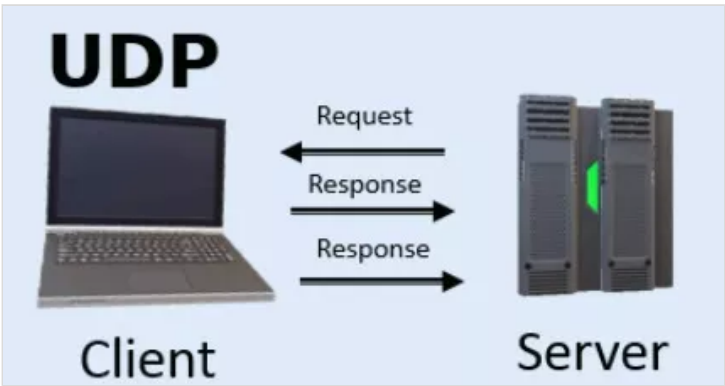 UDP
Request
Response
Response
Client
Server